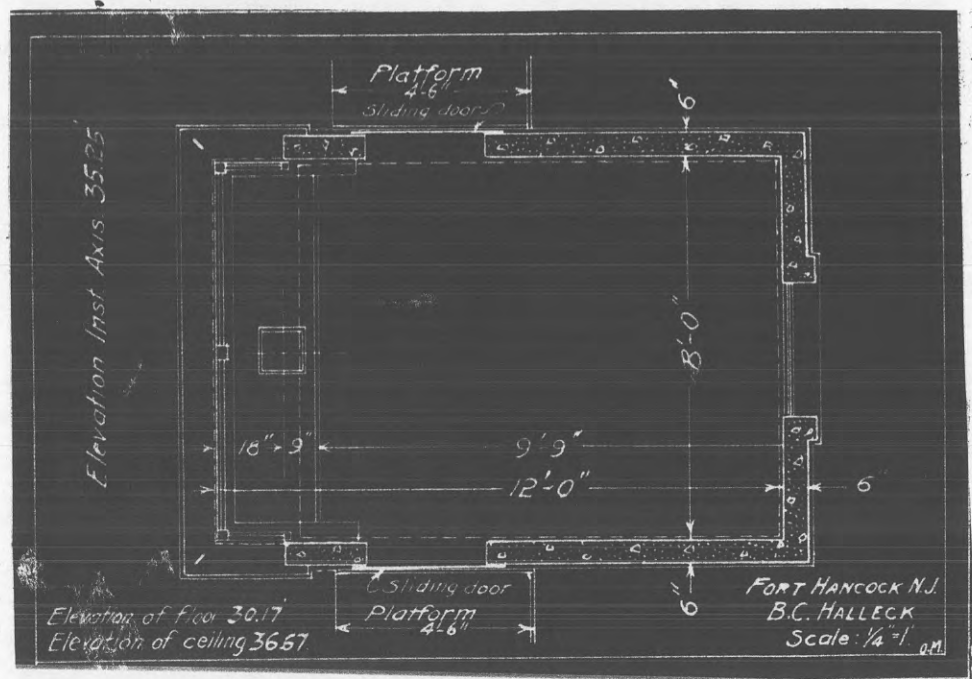 Platform
4'-6"
Sliding door
6"
Elevation Inst. Axis 35.25'
8'-0"
18" 9" 9'-9"
12'-0" 6"
Sliding door
Platform
4'-6"
6"
Elevation of floor 30.17'
Elevation of ceiling 36.67
FORT HANCOCK N.J.
B.C. HALLECK
Scale: 1/4"=1'